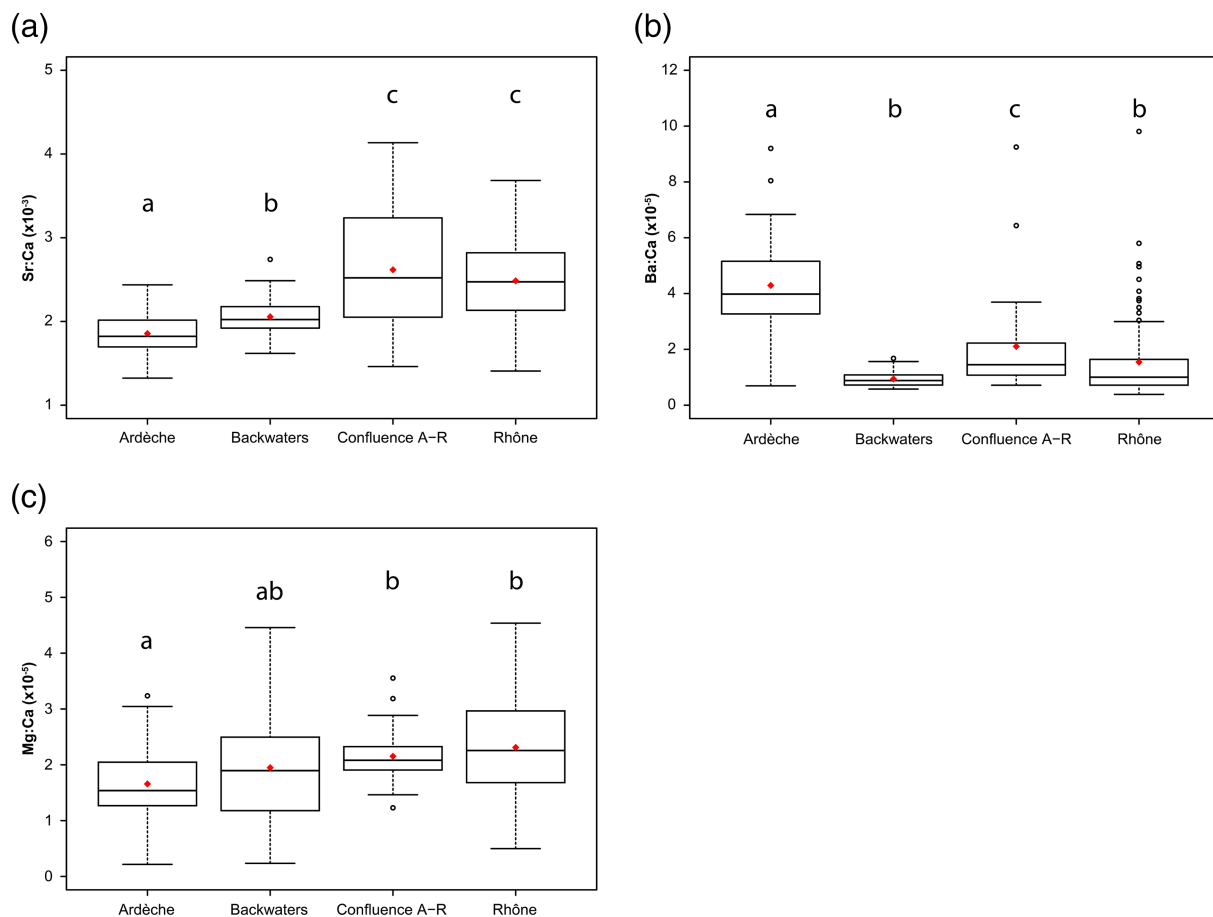 (a)
5
4
3
2
1
Sr:Ca (x10⁻³)
a
b
c
c
Ardèche
Backwaters
Confluence A−R
Rhône
(b)
12
10
8
6
4
2
0
Ba:Ca (x10⁻⁵)
a
b
c
b
Ardèche
Backwaters
Confluence A−R
Rhône
(c)
6
5
4
3
2
1
0
Mg:Ca (x10⁻⁵)
a
ab
b
b
Ardèche
Backwaters
Confluence A−R
Rhône